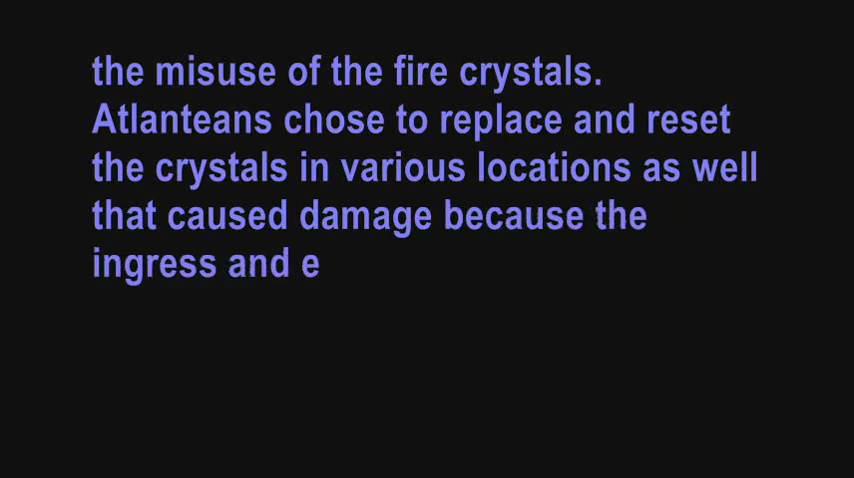 the misuse of the fire crystals.
Atlanteans chose to replace and reset
the crystals in various locations as well
that caused damage because the
ingress and e